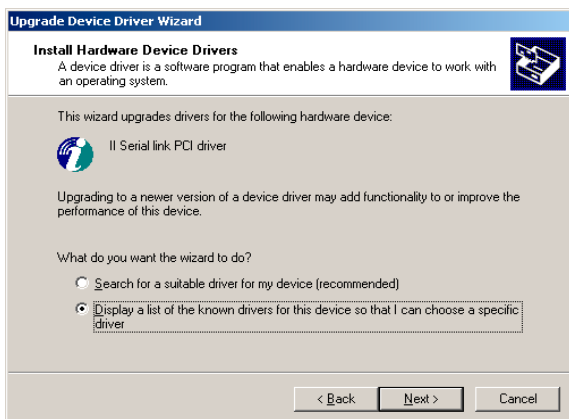 Upgrade Device Driver Wizard
Install Hardware Device Drivers
A device driver is a software program that enables a hardware device to work with
an operating system.
This wizard upgrades drivers for the following hardware device:
II Serial link PCI driver
Upgrading to a newer version of a device driver may add functionality to or improve the
performance of this device.
What do you want the wizard to do?
Search for a suitable driver for my device (recommended)
Display a list of the known drivers for this device so that I can choose a specific
driver
< Back Next > Cancel